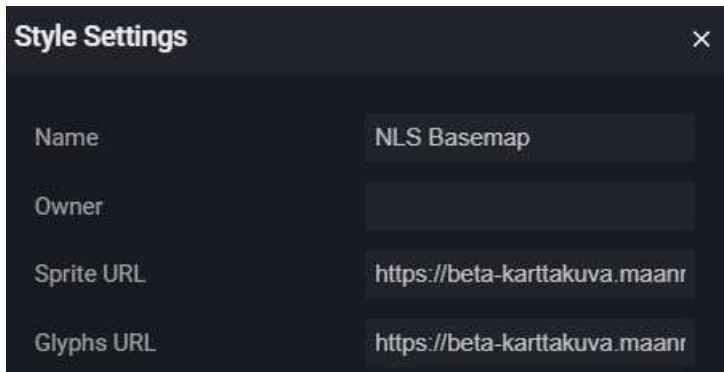 Style Settings
Name NLS Basemap
Owner
Sprite URL https://beta-karttakuva.maanr
Glyphs URL https://beta-karttakuva.maanr